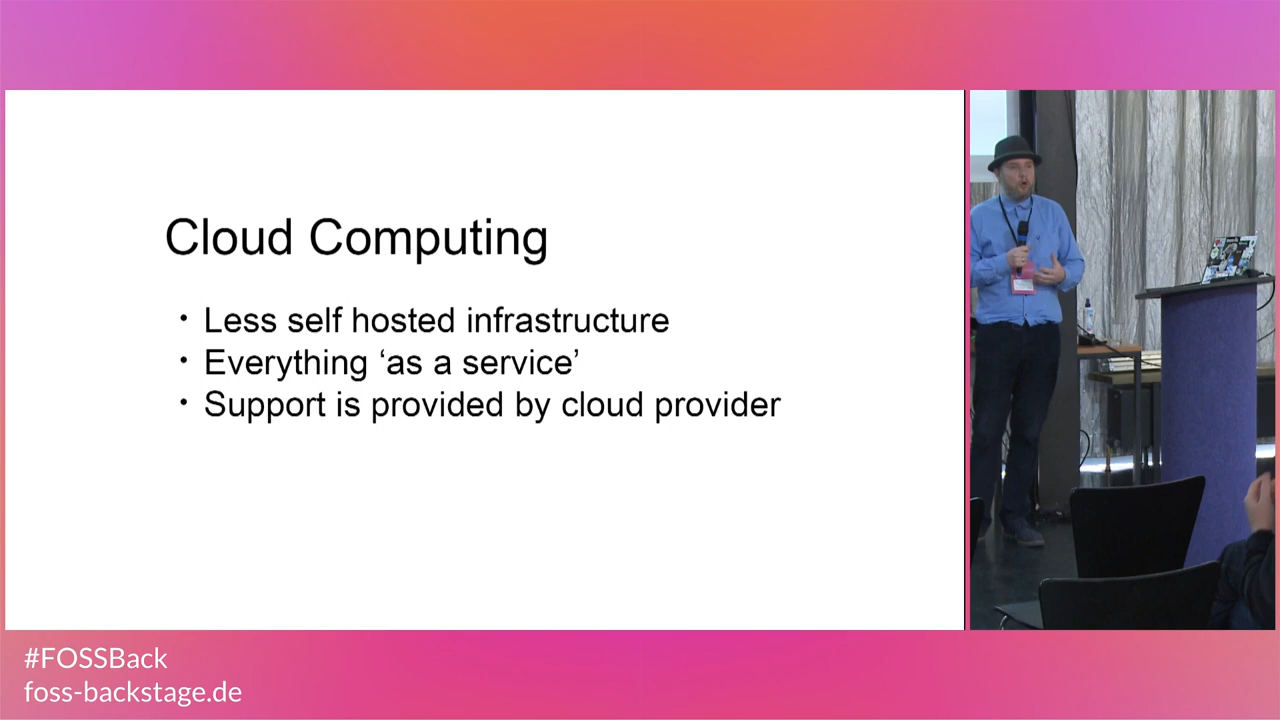 Cloud Computing
• Less self hosted infrastructure
• Everything ‘as a service’
• Support is provided by cloud provider
#FOSSBack
foss-backstage.de